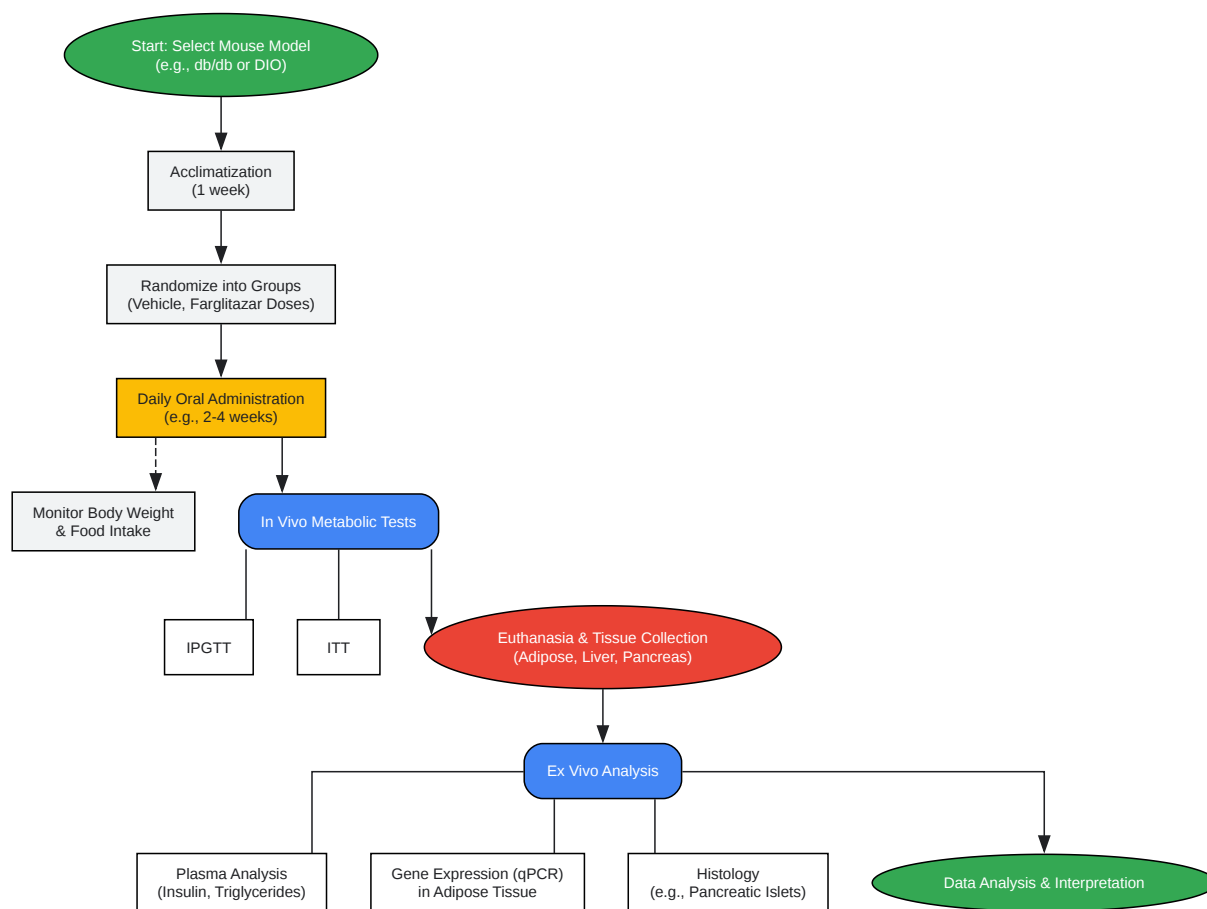 Start: Select Mouse Model
(e.g., db/db or DIO)
Acclimatization
(1 week)
Randomize into Groups
(Vehicle, Farglitazar Doses)
Daily Oral Administration
(e.g., 2-4 weeks)
Monitor Body Weight
& Food Intake
In Vivo Metabolic Tests
IPGTT
ITT
Euthanasia & Tissue Collection
(Adipose, Liver, Pancreas)
Ex Vivo Analysis
Plasma Analysis
(Insulin, Triglycerides)
Gene Expression (qPCR)
in Adipose Tissue
Histology
(e.g., Pancreatic Islets)
Data Analysis & Interpretation